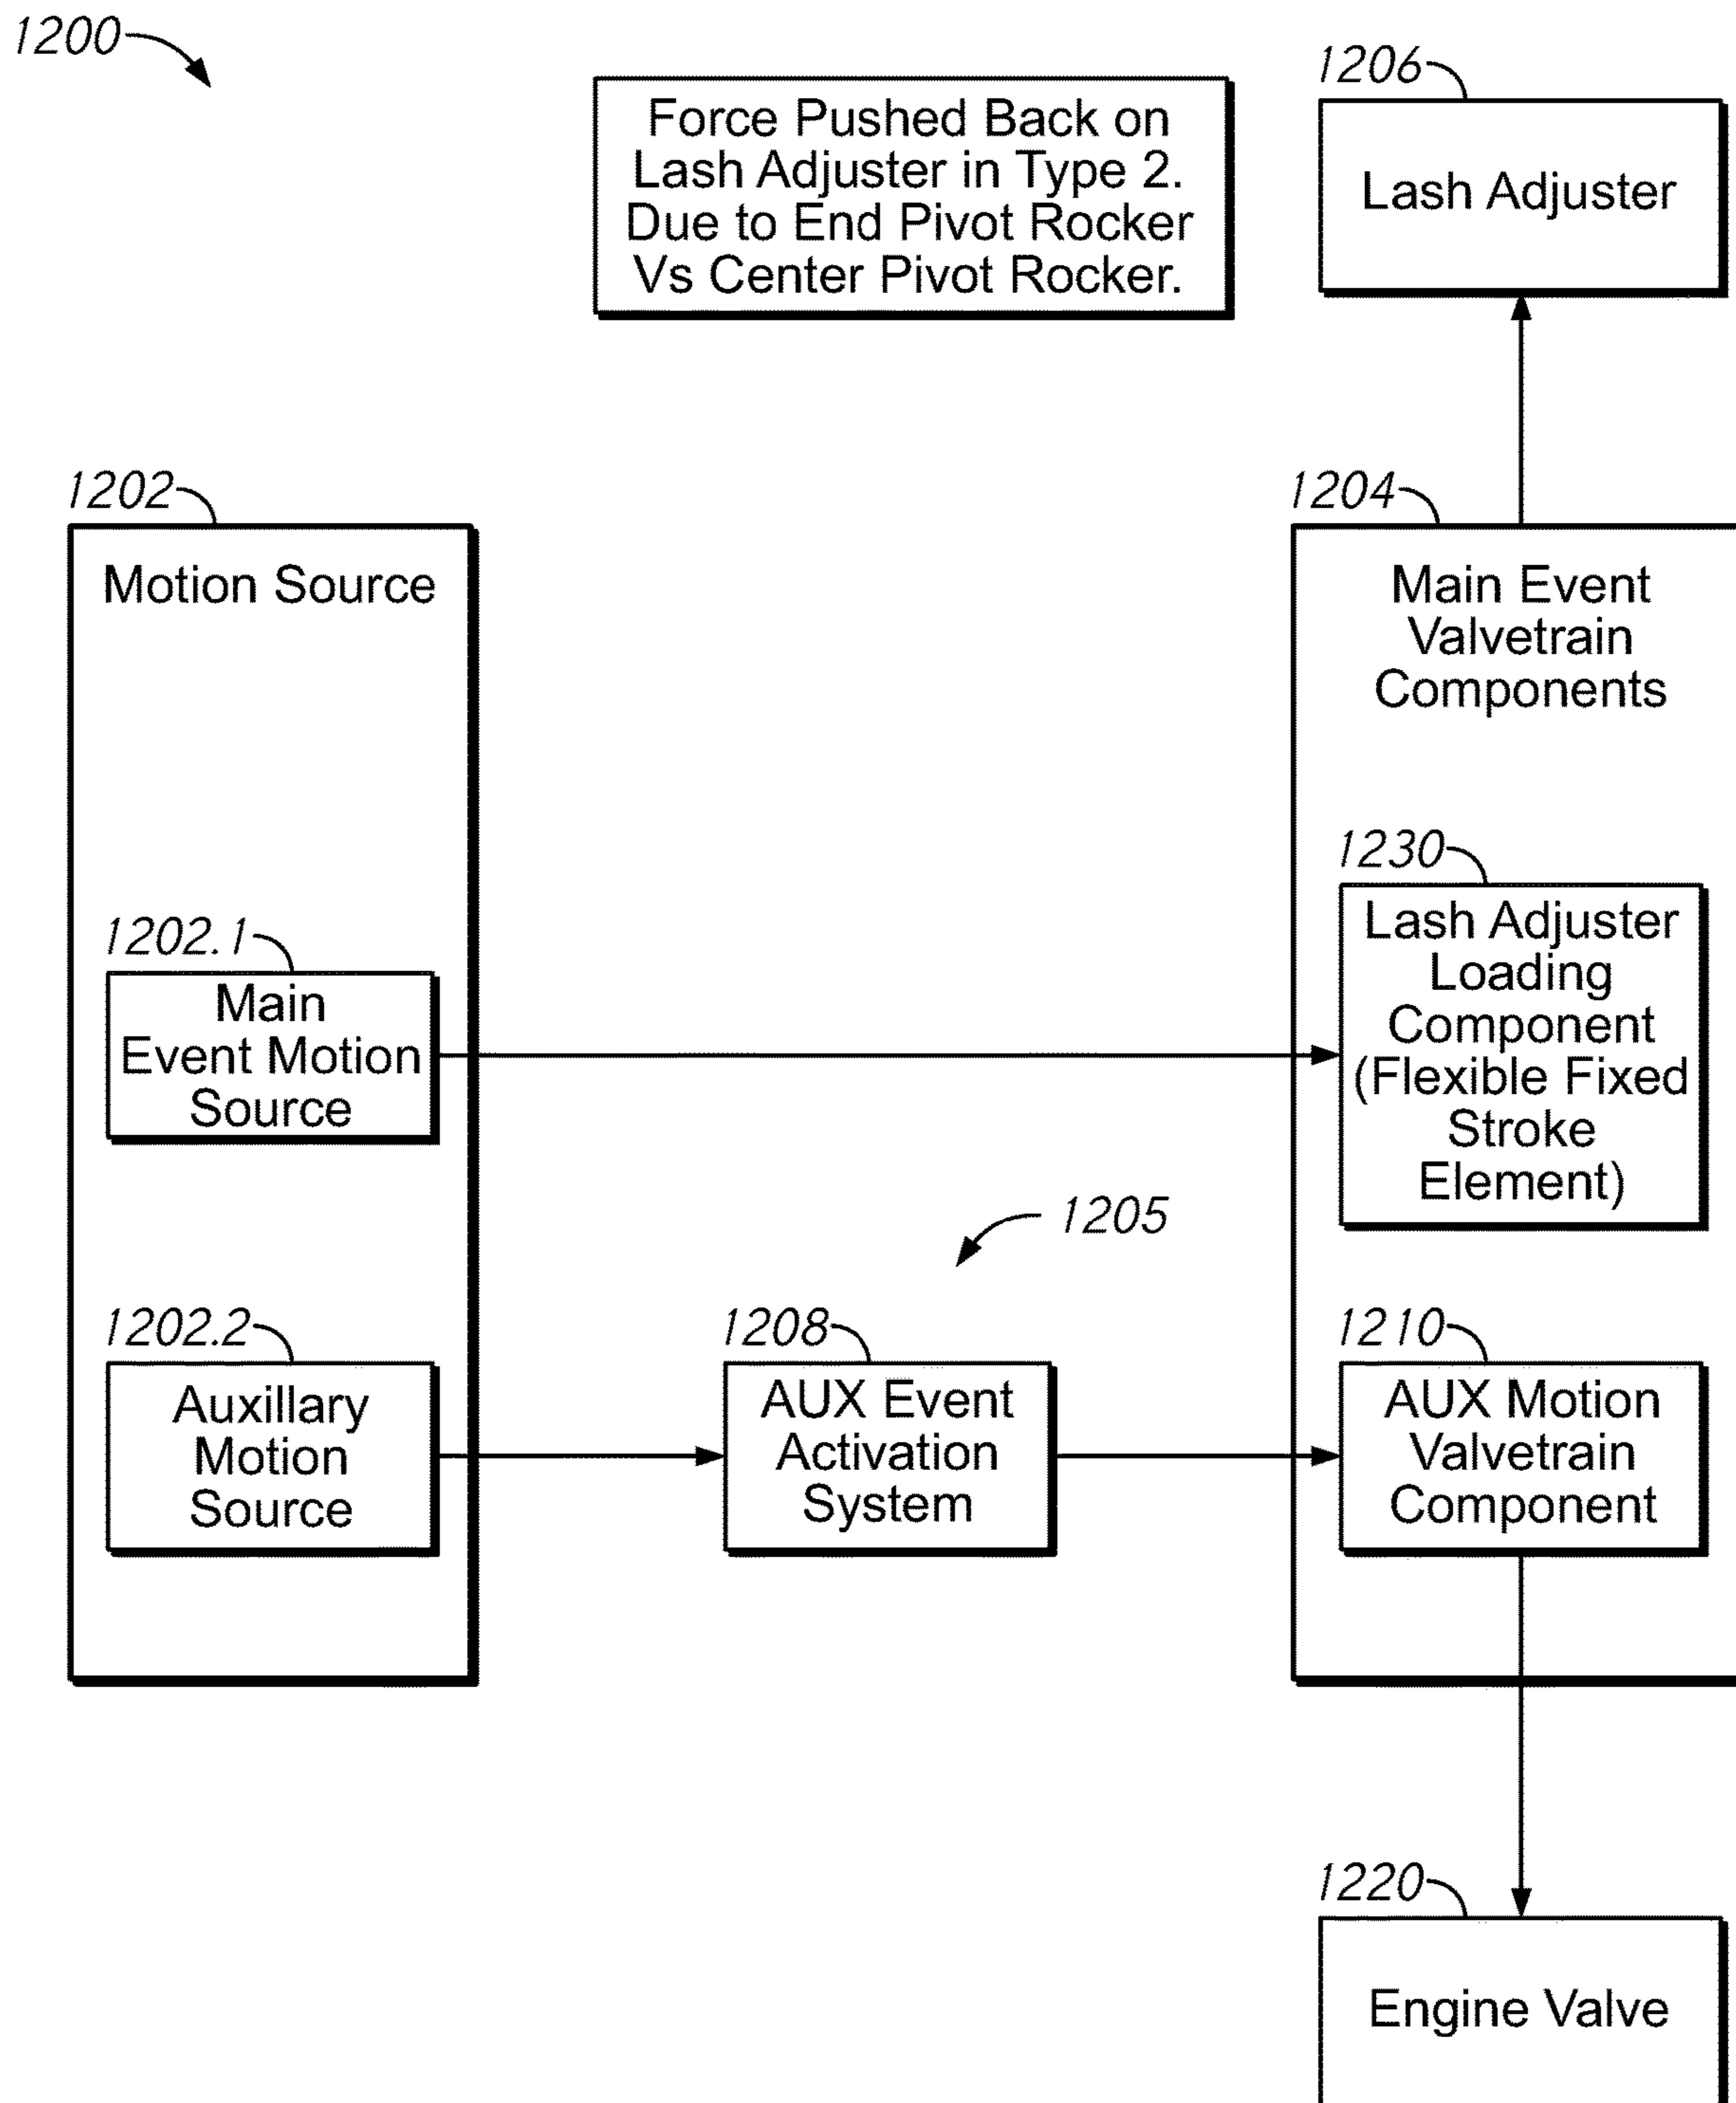 1200
Force Pushed Back on
Lash Adjuster in Type 2.
Due to End Pivot Rocker
Vs Center Pivot Rocker.
1206
Lash Adjuster
1202
Motion Source
1204
Main Event
Valvetrain
Components
1230
Lash Adjuster
Loading
Component
(Flexible Fixed
Stroke
Element)
1202.1
Main
Event Motion
Source
1205
1202.2
Auxillary
Motion
Source
1208
AUX Event
Activation
System
1210
AUX Motion
Valvetrain
Component
1220
Engine Valve